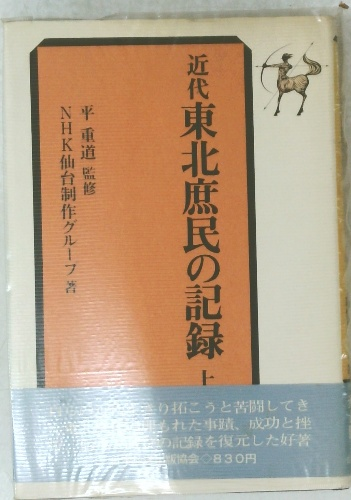 近代 東北庶民の記録 上
平 重道 監修
NHK仙台制作グループ 著
り拓こうと苦闘してき
れた事蹟、成功と挫
の記録を復元した好著
版協会◇830円